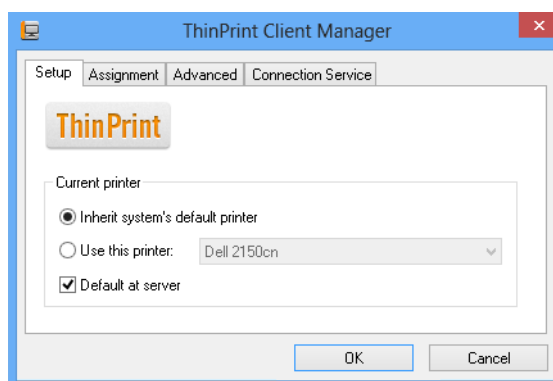 ThinPrint Client Manager
Setup Assignment Advanced Connection Service
ThinPrint
Current printer
Inherit system's default printer
Use this printer: Dell 2150cn
Default at server
OK Cancel